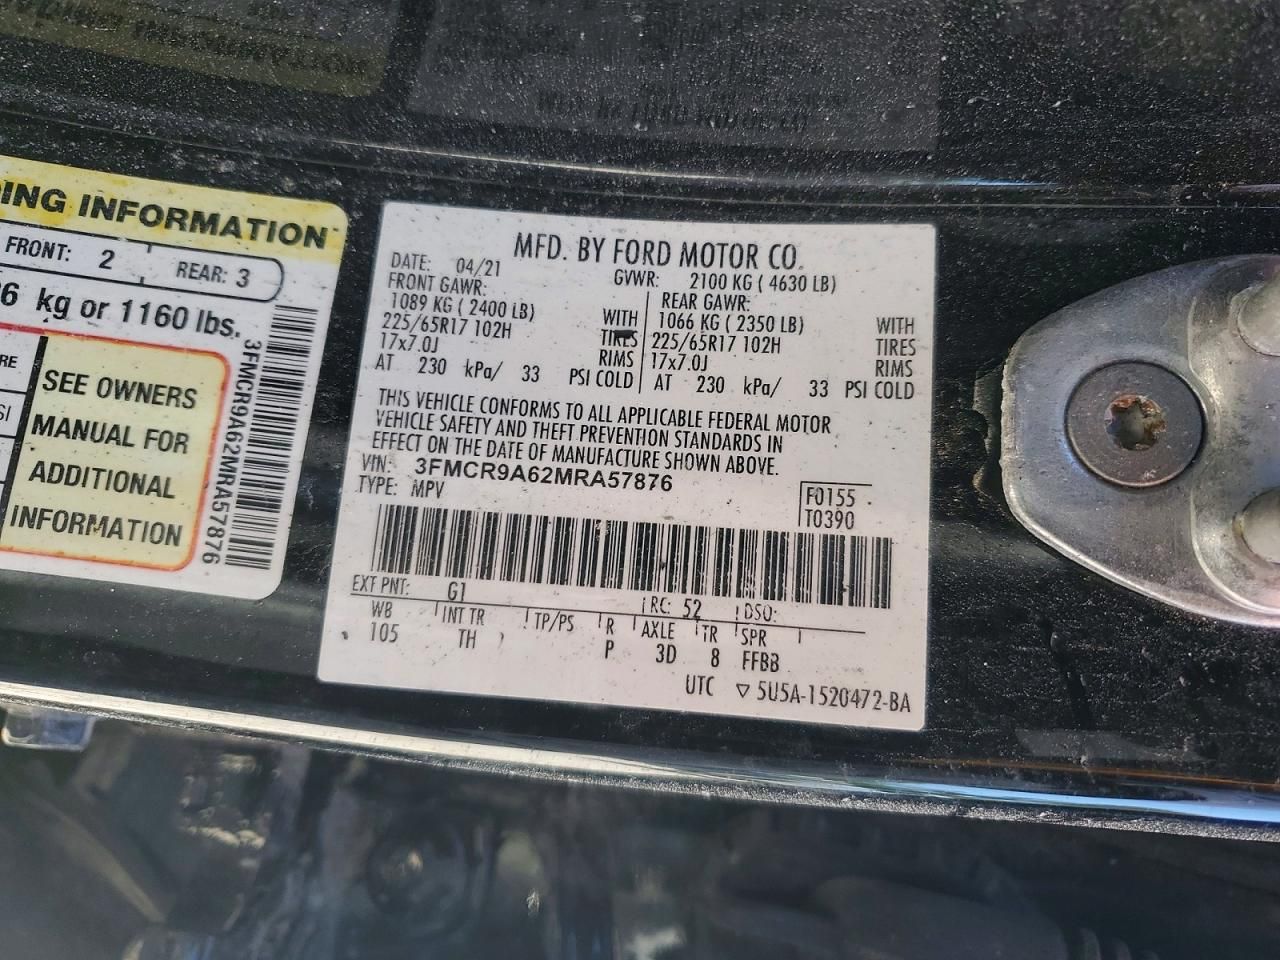 ING INFORMATION
FRONT: 2 REAR: 3
6 kg or 1160 lbs.
RE
SI
SEE OWNERS
MANUAL FOR
ADDITIONAL
INFORMATION
3FMCR9A62MRA57876
MFD. BY FORD MOTOR CO.
DATE: 04/21 GVWR: 2100 KG ( 4630 LB)
FRONT GAWR: REAR GAWR:
1089 KG ( 2400 LB) WITH 1066 KG ( 2350 LB) WITH
225/65R17 102H TIRES 225/65R17 102H TIRES
17x7.0J RIMS 17x7.0J RIMS
AT 230 kPa/ 33 PSI COLD AT 230 kPa/ 33 PSI COLD
THIS VEHICLE CONFORMS TO ALL APPLICABLE FEDERAL MOTOR
VEHICLE SAFETY AND THEFT PREVENTION STANDARDS IN
EFFECT ON THE DATE OF MANUFACTURE SHOWN ABOVE.
VIN: 3FMCR9A62MRA57876
TYPE: MPV F0155
T0390
EXT PNT: G1 RC: 52 DSO:
WB INT TR TP/PS R AXLE TR SPR
105 TH P 3D 8 FFBB
UTC ▽ 5U5A-1520472-BA